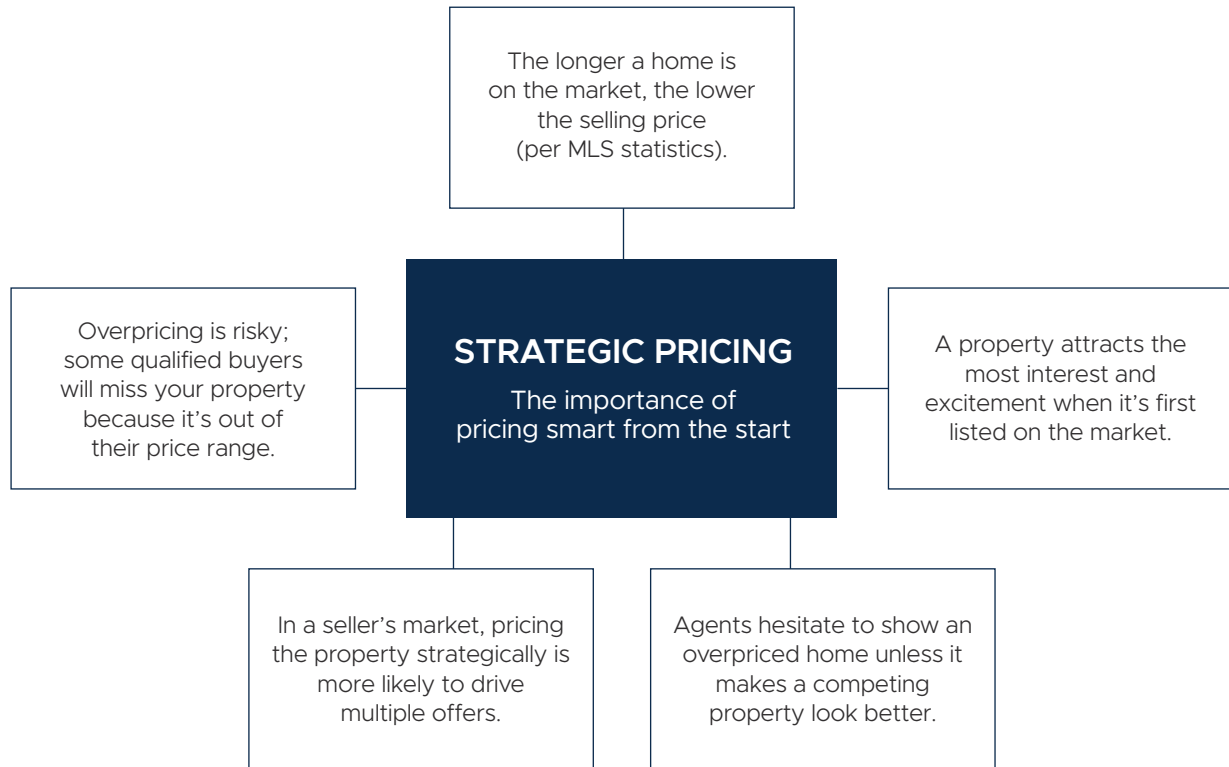 The longer a home is
on the market, the lower
the selling price
(per MLS statistics).
Overpricing is risky;
some qualified buyers
will miss your property
because it’s out of
their price range.
STRATEGIC PRICING
The importance of
pricing smart from the start
A property attracts the
most interest and
excitement when it’s first
listed on the market.
In a seller’s market, pricing
the property strategically is
more likely to drive
multiple offers.
Agents hesitate to show an
overpriced home unless it
makes a competing
property look better.